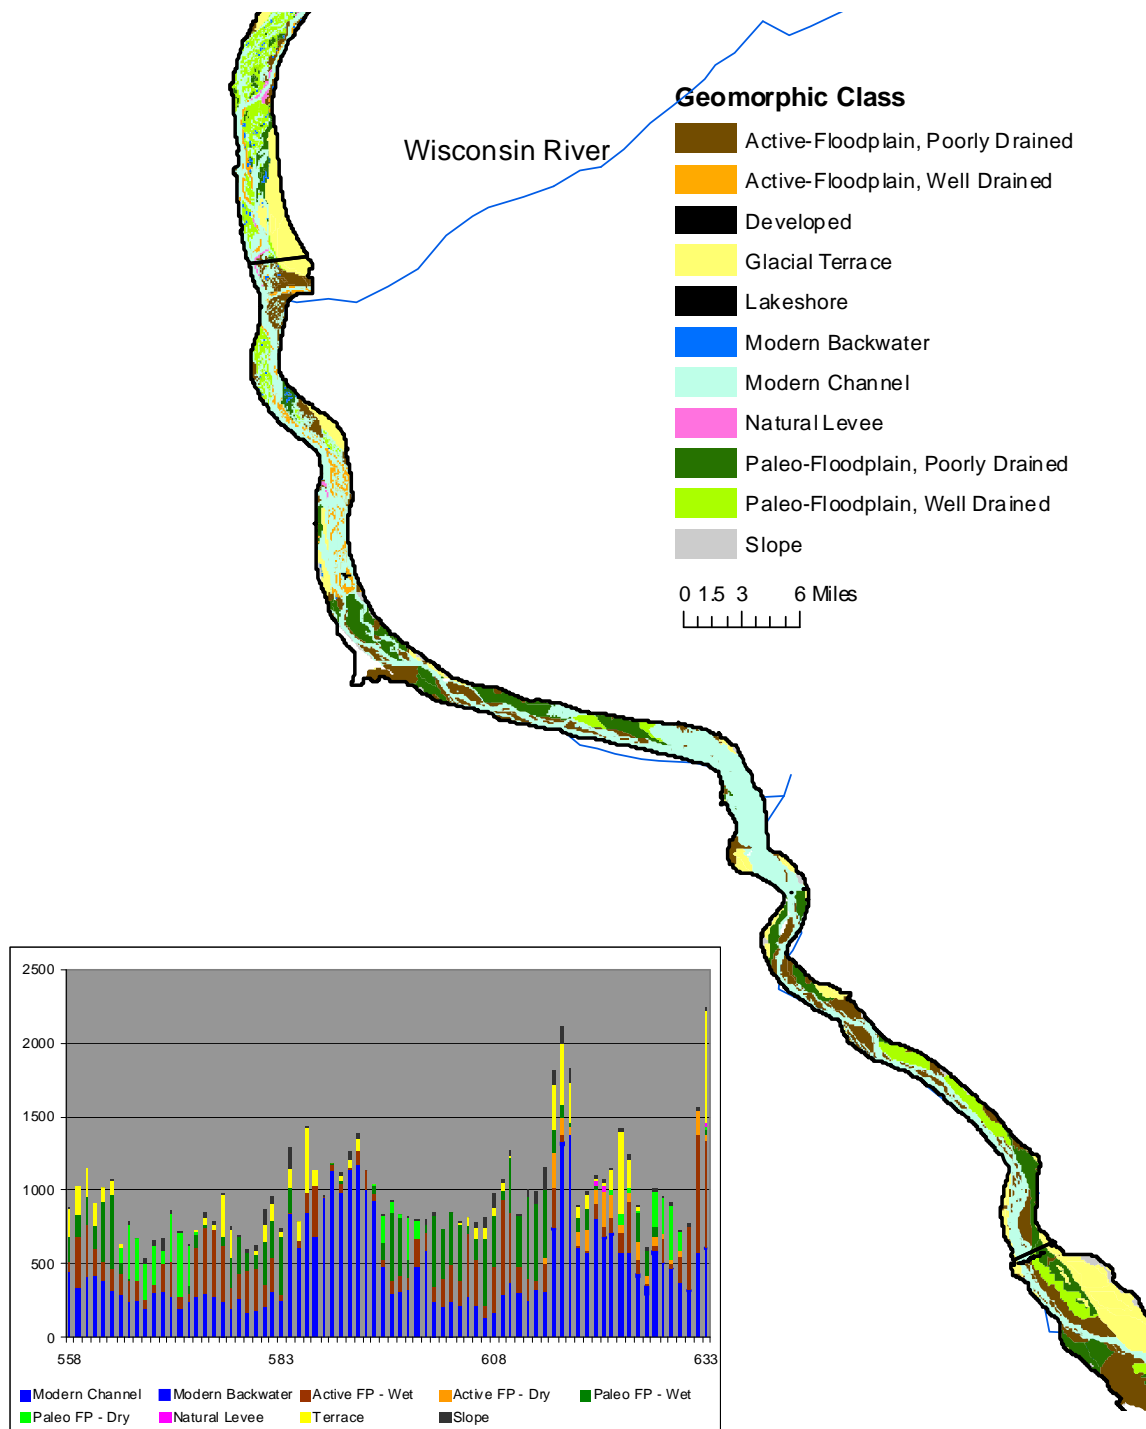 Geomorphic Class
Wisconsin River
Active-Floodplain, Poorly Drained
Active-Floodplain, Well Drained
Developed
Glacial Terrace
Lakeshore
Modern Backwater
Modern Channel
Natural Levee
Paleo-Floodplain, Poorly Drained
Paleo-Floodplain, Well Drained
Slope
0 1.5 3 6 Miles
2500
2000
1500
1000
500
0
558 583 608 633
Modern Channel Modern Backwater Active FP - Wet Active FP - Dry Paleo FP - Wet
Paleo FP - Dry Natural Levee Terrace Slope